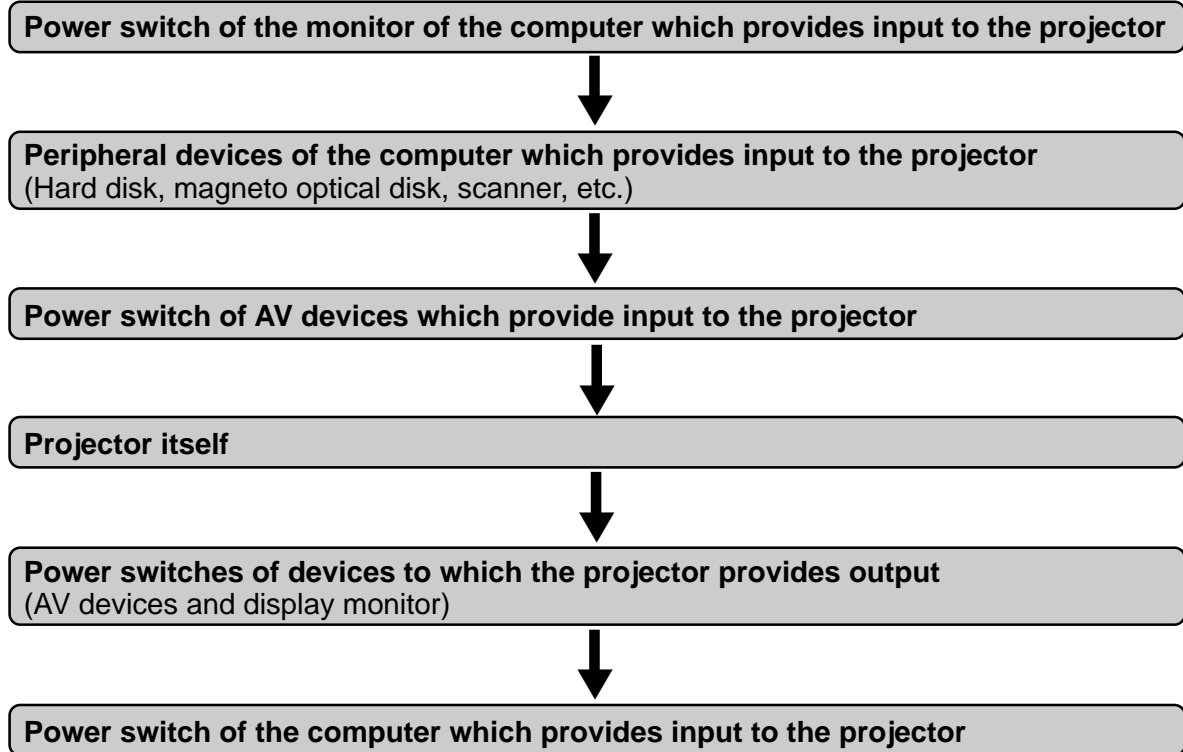 Power switch of the monitor of the computer which provides input to the projector
Peripheral devices of the computer which provides input to the projector
(Hard disk, magneto optical disk, scanner, etc.)
Power switch of AV devices which provide input to the projector
Projector itself
Power switches of devices to which the projector provides output
(AV devices and display monitor)
Power switch of the computer which provides input to the projector